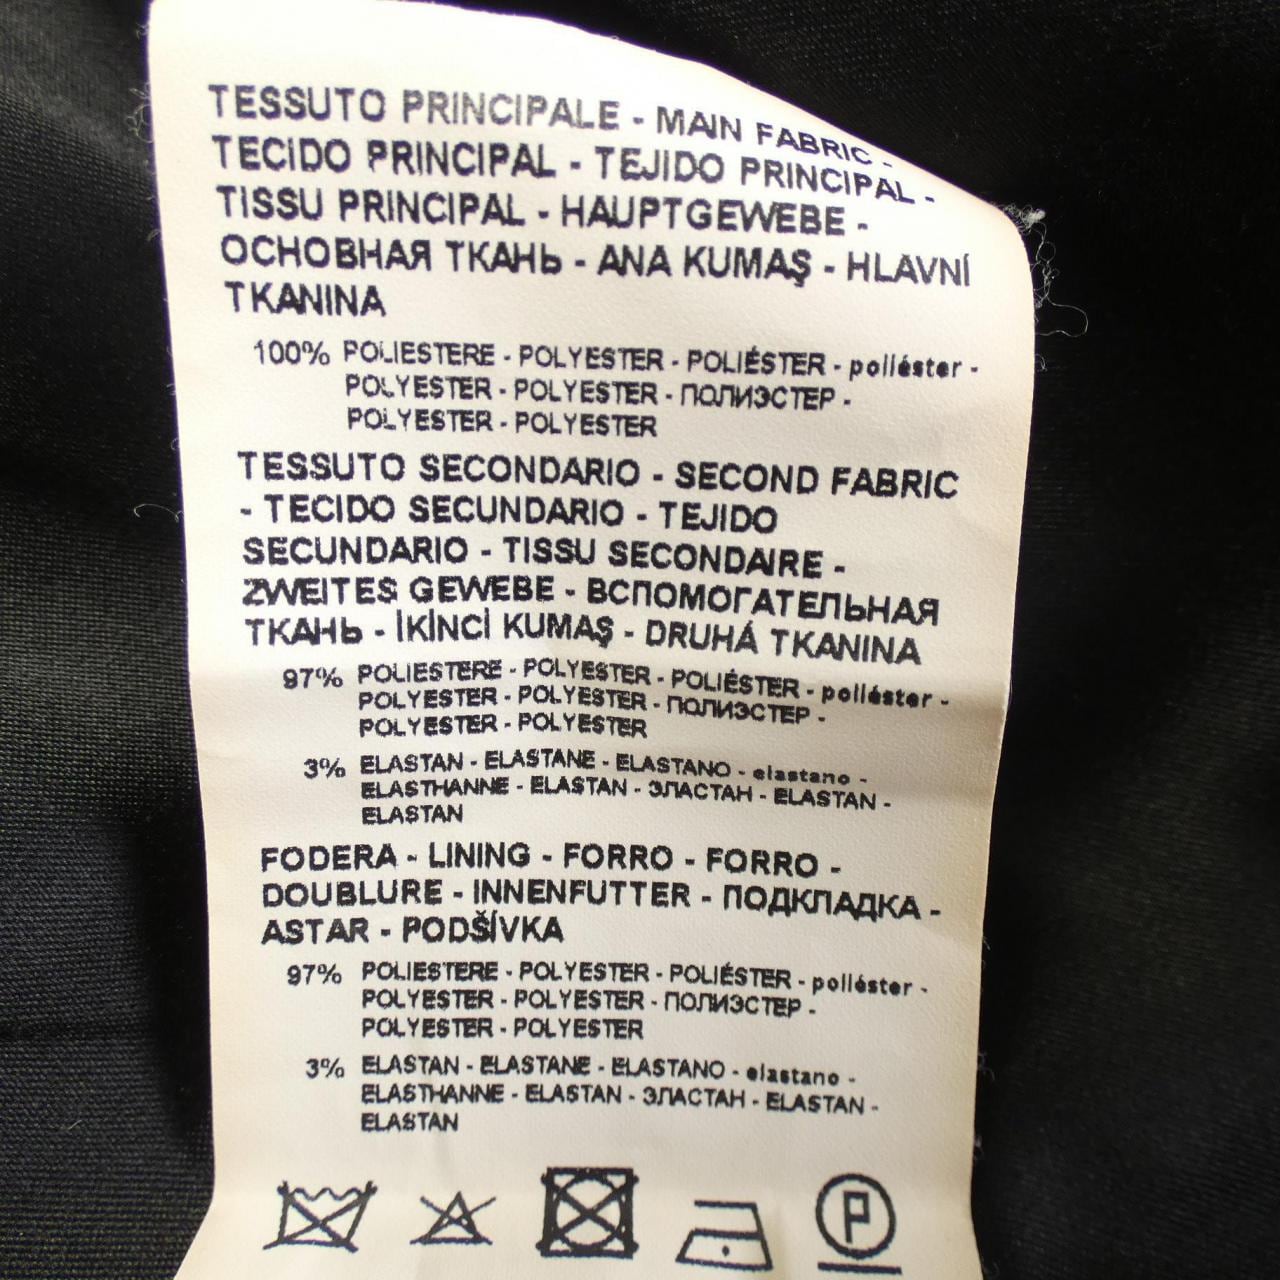 TESSUTO PRINCIPALE - MAIN FABRIC -
TECIDO PRINCIPAL - TEJIDO PRINCIPAL -
TISSU PRINCIPAL - HAUPTGEWEBE -
ОСНОВНАЯ ТКАНЬ - ANA KUMAŞ - HLAVNÍ
TKANINA
100% POLIESTERE - POLYESTER - POLIÉSTER - poliéster -
POLYESTER - POLYESTER - ПОЛИЭСТЕР -
POLYESTER - POLYESTER
TESSUTO SECONDARIO - SECOND FABRIC
- TECIDO SECUNDARIO - TEJIDO
SECUNDARIO - TISSU SECONDAIRE -
ZWEITES GEWEBE - ВСПОМОГАТЕЛЬНАЯ
ТКАНЬ - İKİNCİ KUMAŞ - DRUHÁ TKANINA
97% POLIESTERE - POLYESTER - POLIÉSTER - poliéster -
POLYESTER - POLYESTER - ПОЛИЭСТЕР -
POLYESTER - POLYESTER
3% ELASTAN - ELASTANE - ELASTANO - elastano -
ELASTHANNE - ELASTAN - ЭЛАСТАН - ELASTAN -
ELASTAN
FODERA - LINING - FORRO - FORRO -
DOUBLURE - INNENFUTTER - ПОДКЛАДКА -
ASTAR - PODŠÍVKA
97% POLIESTERE - POLYESTER - POLIÉSTER - poliéster -
POLYESTER - POLYESTER - ПОЛИЭСТЕР -
POLYESTER - POLYESTER
3% ELASTAN - ELASTANE - ELASTANO - elastano -
ELASTHANNE - ELASTAN - ЭЛАСТАН - ELASTAN -
ELASTAN
P